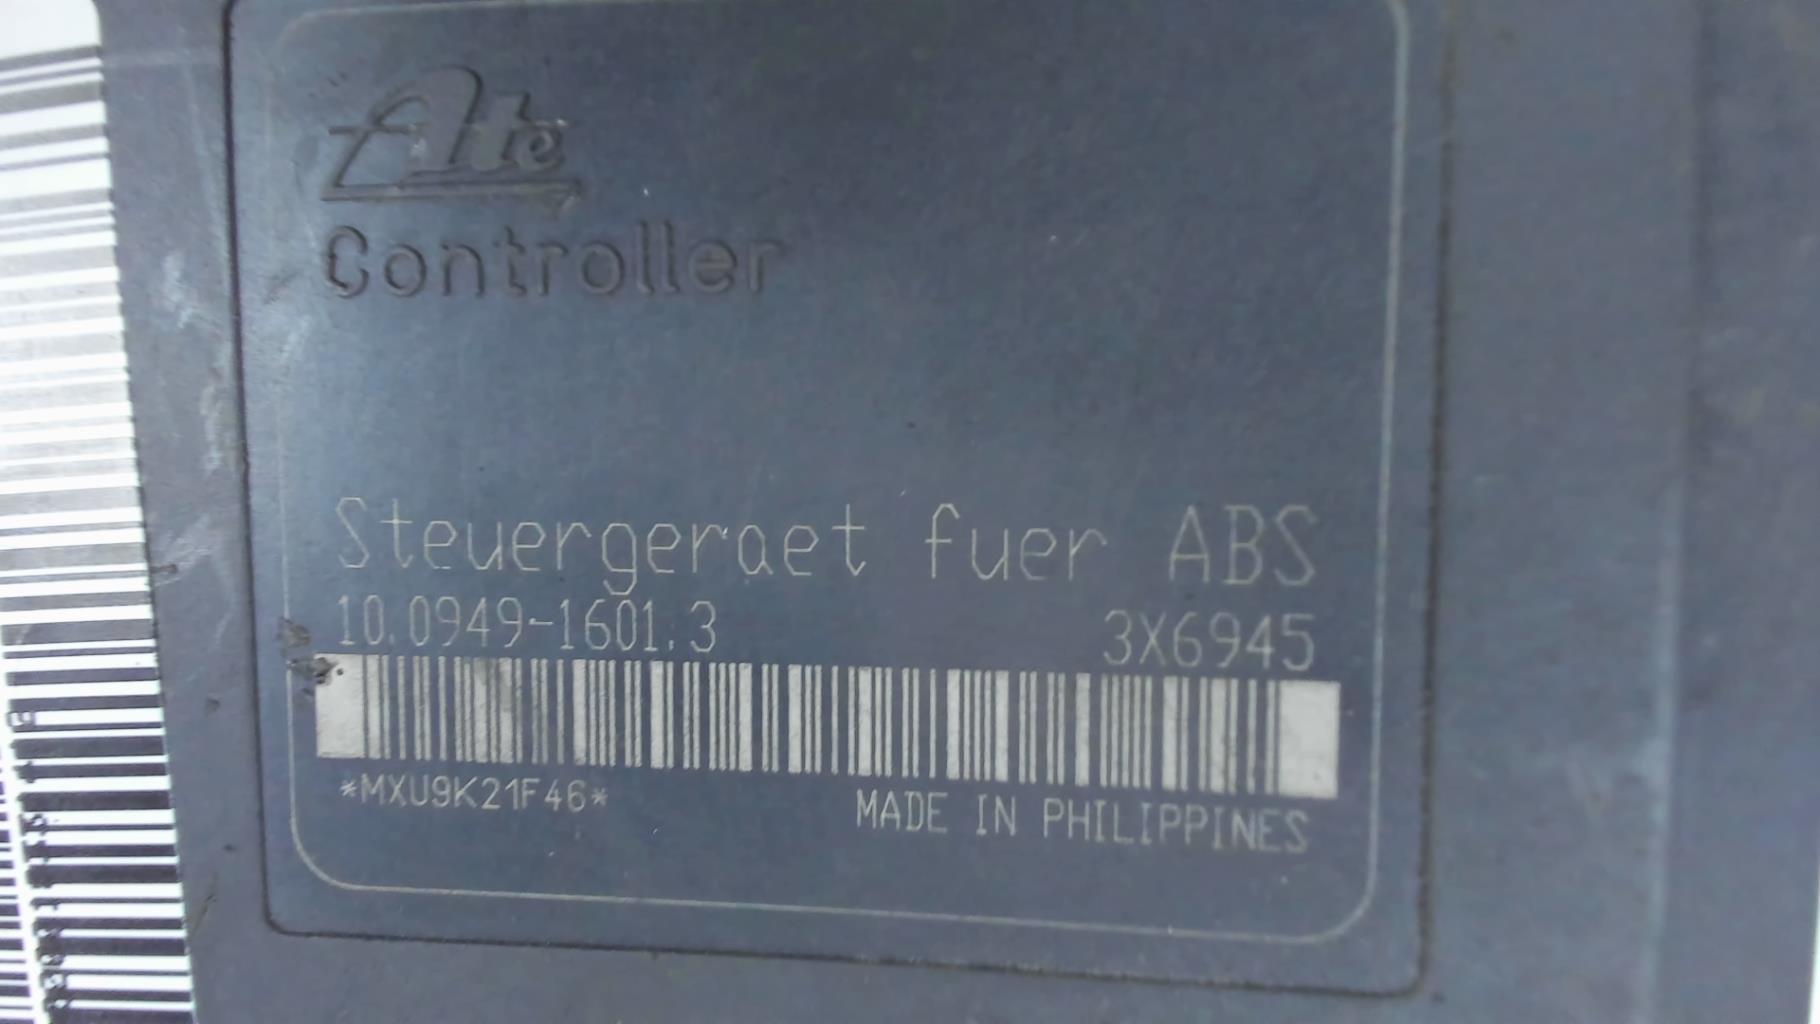 Ate
Controller
Steuergeraet fuer ABS
10.0949-1601.3 3X6945
*MXU9K21F46* MADE IN PHILIPPINES